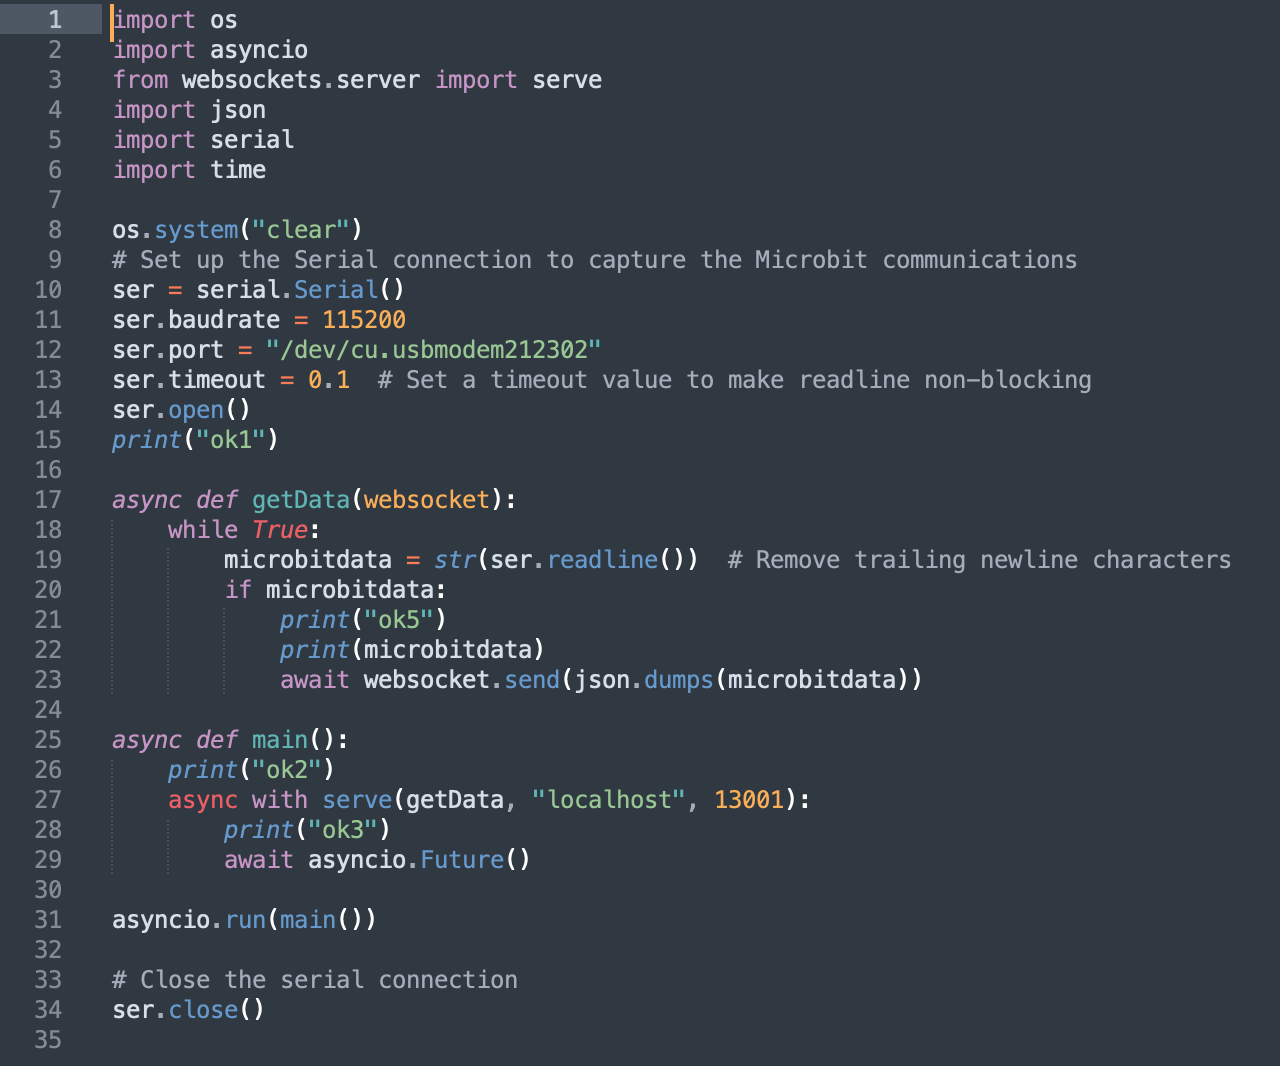 1 import os
2 import asyncio
3 from websockets.server import serve
4 import json
5 import serial
6 import time
7
8 os.system("clear")
9 # Set up the Serial connection to capture the Microbit communications
10 ser = serial.Serial()
11 ser.baudrate = 115200
12 ser.port = "/dev/cu.usbmodem212302"
13 ser.timeout = 0.1  # Set a timeout value to make readline non-blocking
14 ser.open()
15 print("ok1")
16
17 async def getData(websocket):
18     while True:
19         microbitdata = str(ser.readline())  # Remove trailing newline characters
20         if microbitdata:
21             print("ok5")
22             print(microbitdata)
23             await websocket.send(json.dumps(microbitdata))
24
25 async def main():
26     print("ok2")
27     async with serve(getData, "localhost", 13001):
28         print("ok3")
29         await asyncio.Future()
30
31 asyncio.run(main())
32
33 # Close the serial connection
34 ser.close()
35